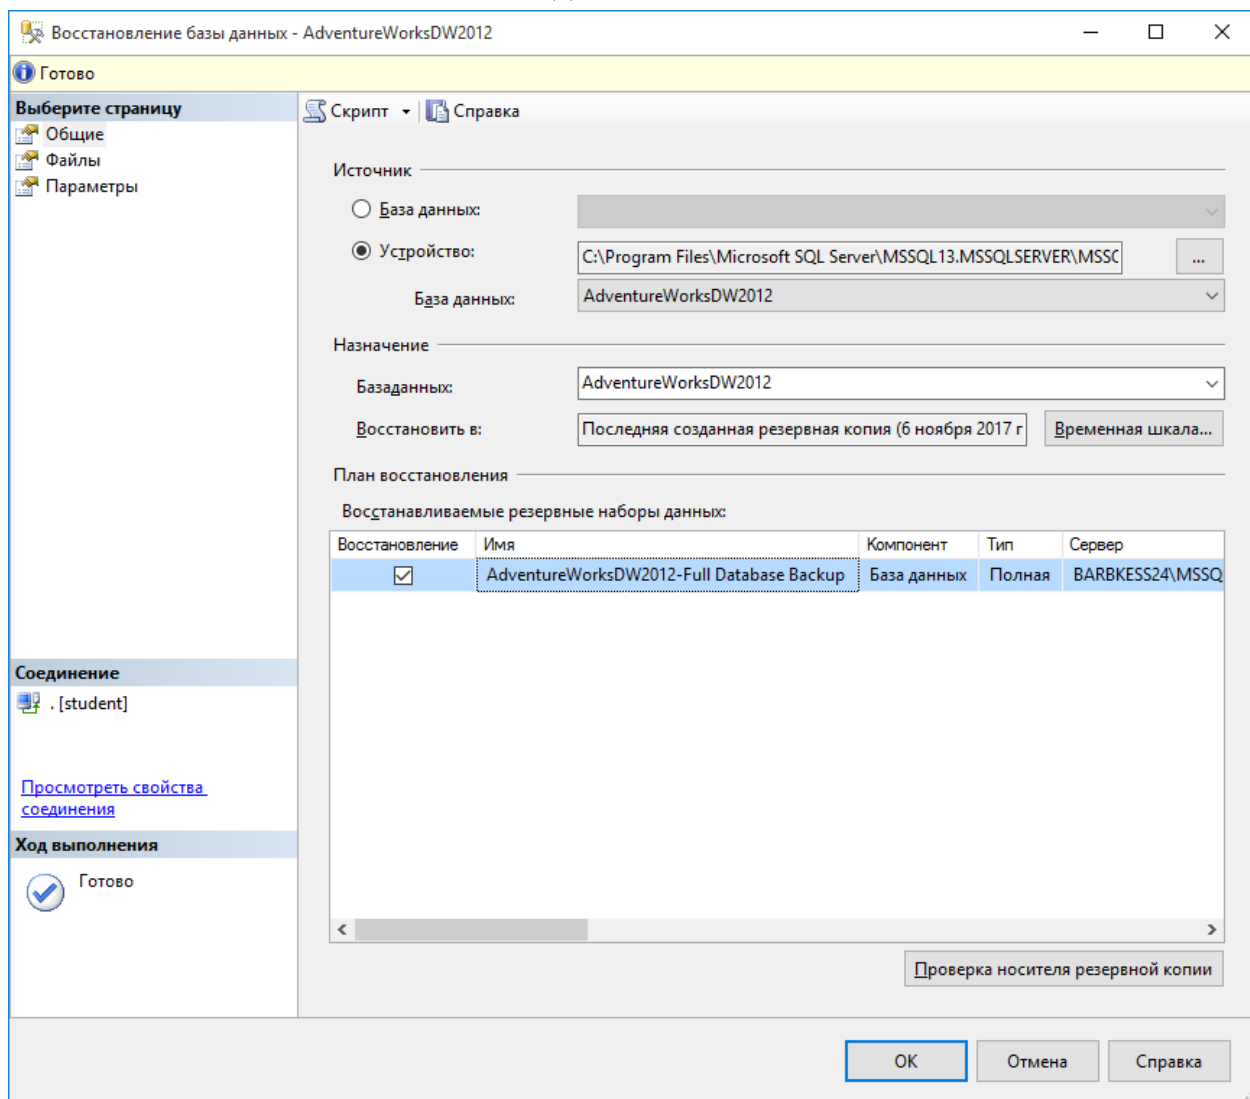 Восстановление базы данных - AdventureWorksDW2012
Готово
Выберите страницу
Общие
Файлы
Параметры
Скрипт
Справка
Источник
База данных:
Устройство:
C:\Program Files\Microsoft SQL Server\MSSQL13.MSSQLSERVER\MSSC
...
База данных:
AdventureWorksDW2012
Назначение
Базаданных:
AdventureWorksDW2012
Восстановить в:
Последняя созданная резервная копия (6 ноября 2017 г
Временная шкала...
План восстановления
Восстанавливаемые резервные наборы данных:
Восстановление Имя Компонент Тип Сервер
AdventureWorksDW2012-Full Database Backup База данных Полная BARBKESS24\MSSQ
Соединение
. [student]
Просмотреть свойства
соединения
Ход выполнения
Готово
Проверка носителя резервной копии
ОК
Отмена
Справка